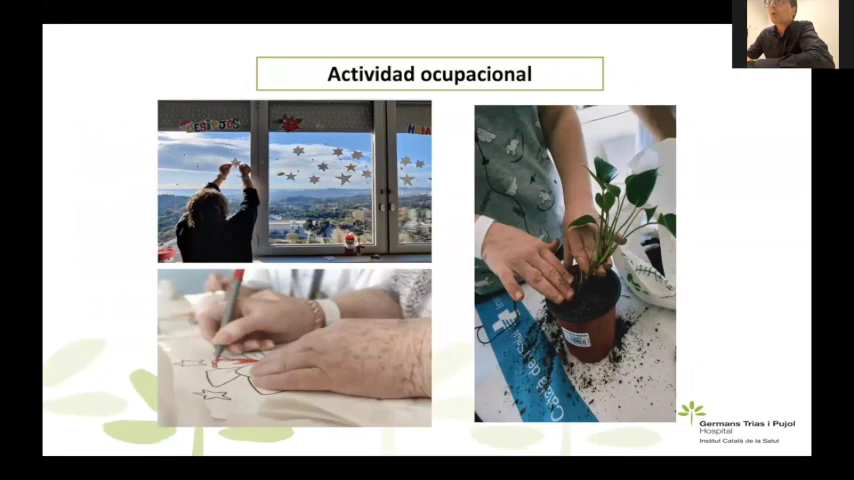 Actividad ocupacional
Germans Trias i Pujol
Hospital
Institut Català de la Salut